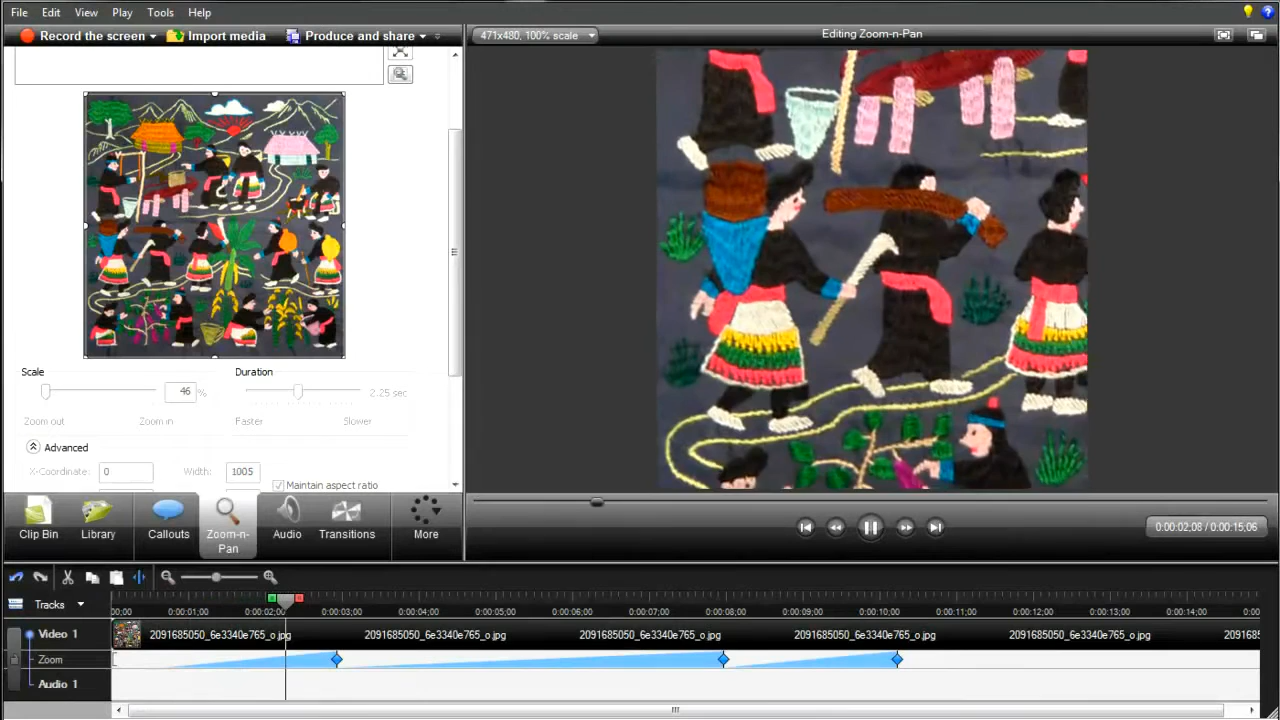 File Edit View Play Tools Help
Record the screen Import media Produce and share
471x480, 100% scale Editing Zoom-n-Pan
Scale Duration
46 % 2.25 sec
Zoom out Zoom in Faster Slower
Advanced
X-Coordinate: 0 Width: 1005
Maintain aspect ratio
Clip Bin Library Callouts Zoom-n-Pan Audio Transitions More
0:00:02;08 / 0:00:15;06
Tracks 00;00 0:00:01;00 0:00:02;00 0:00:03;00 0:00:04;00 0:00:05;00 0:00:06;00 0:00:07;00 0:00:08;00 0:00:09;00 0:00:10;00 0:00:11;00 0:00:12;00 0:00:13;00 0:00:14;00 0:00
Video 1 2091685050_6e3340e765_o.jpg 2091685050_6e3340e765_o.jpg 2091685050_6e3340e765_o.jpg 2091685050_6e3340e765_o.jpg 2091685050_6e3340e765_o.jpg 2091685
Zoom
Audio 1